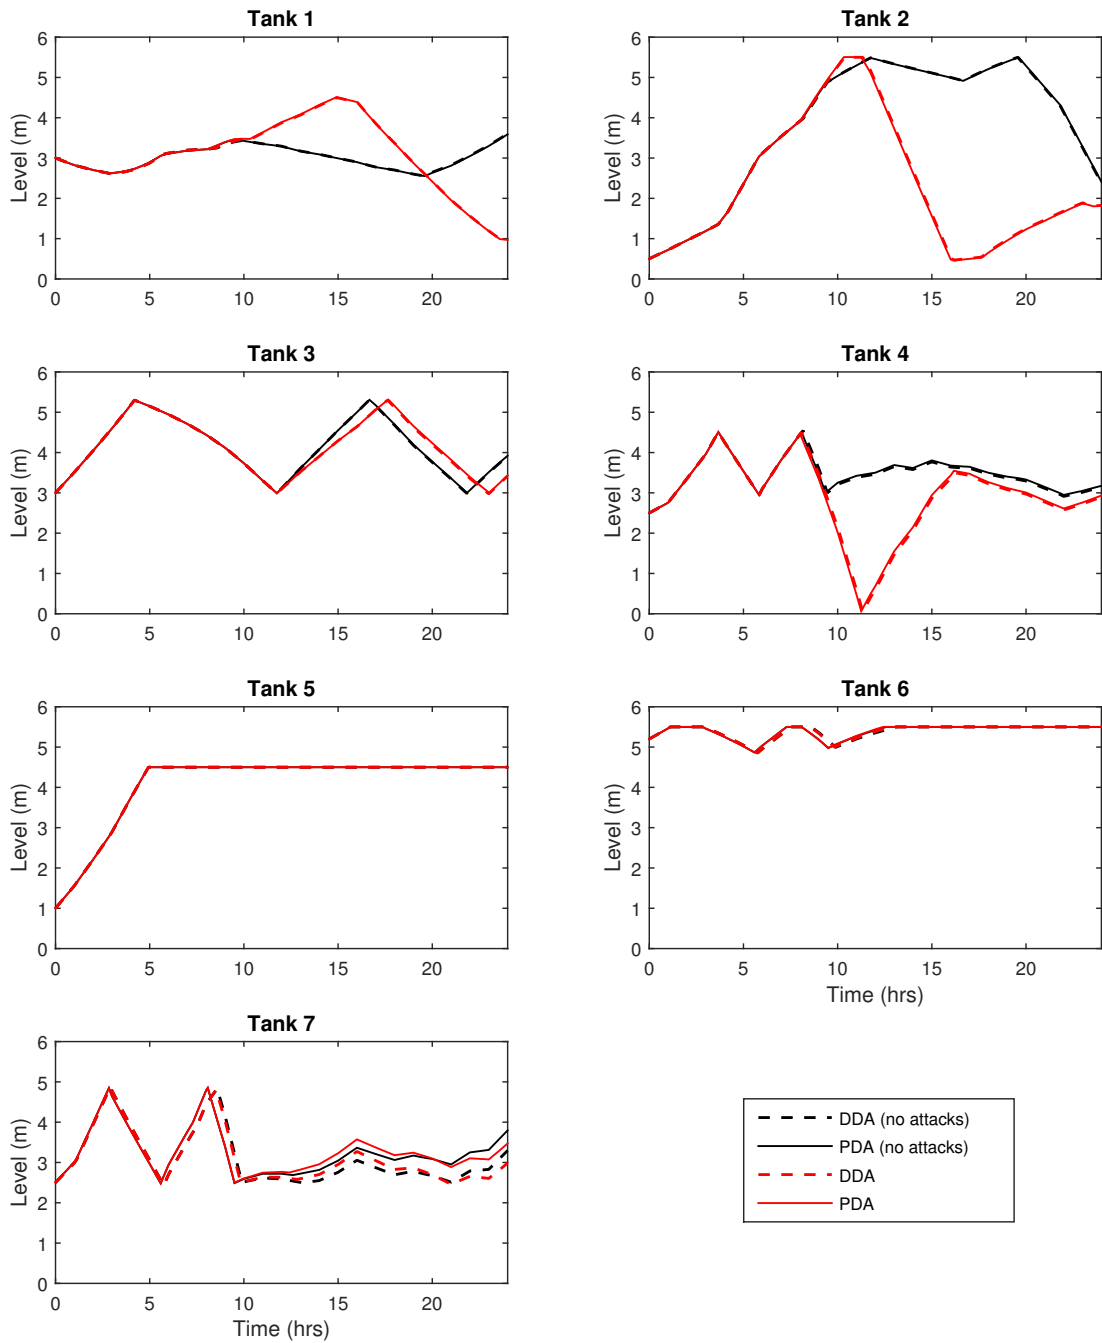 Tank 1
Level (m)
6
5
4
3
2
1
0
0 5 10 15 20
Tank 2
Level (m)
6
5
4
3
2
1
0
0 5 10 15 20
Tank 3
Level (m)
6
5
4
3
2
1
0
0 5 10 15 20
Tank 4
Level (m)
6
5
4
3
2
1
0
0 5 10 15 20
Tank 5
Level (m)
6
5
4
3
2
1
0
0 5 10 15 20
Tank 6
Level (m)
6
5
4
3
2
1
0
0 5 10 15 20
Time (hrs)
Tank 7
Level (m)
6
5
4
3
2
1
0
0 5 10 15 20
Time (hrs)
DDA (no attacks)
PDA (no attacks)
DDA
PDA